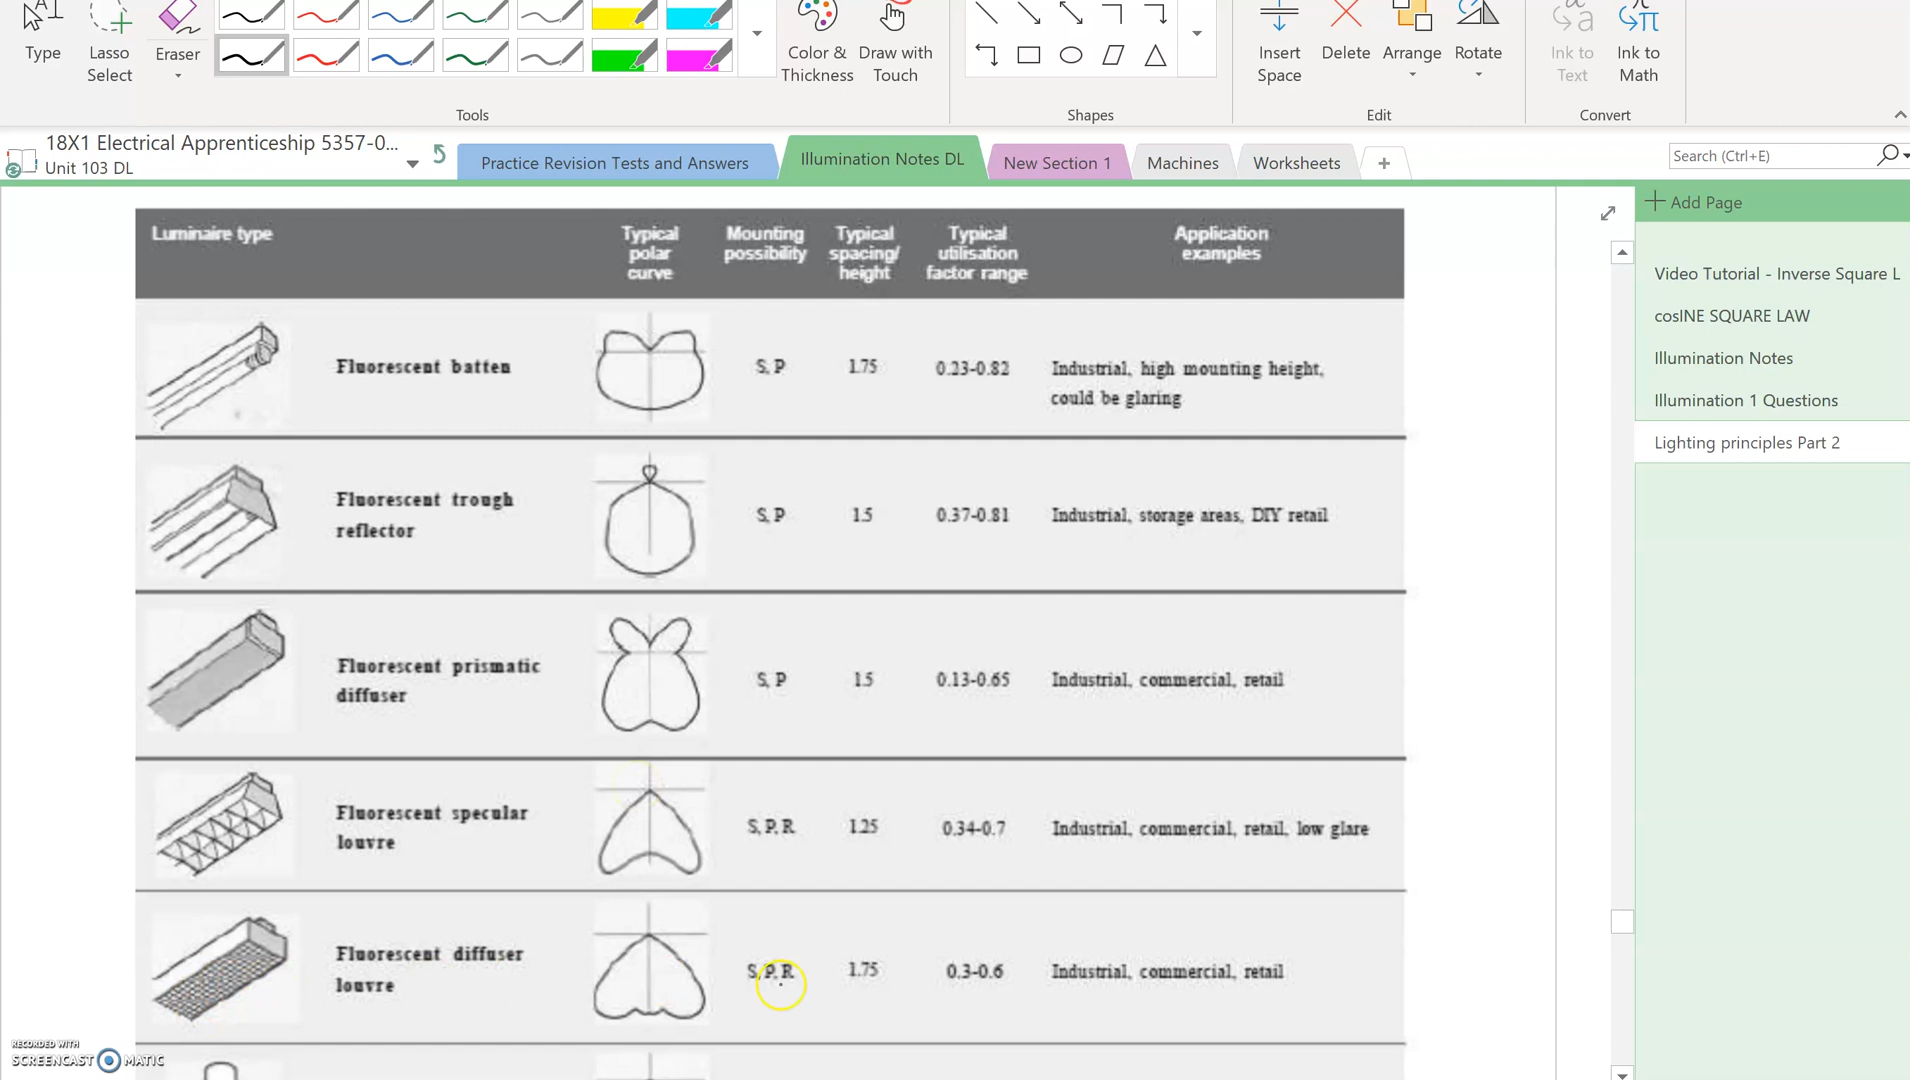 Type
Lasso
Select
Eraser
Color &
Thickness
Draw with
Touch
Insert
Space
Delete
Arrange
Rotate
Ink to
Text
Ink to
Math
Tools
Shapes
Edit
Convert
18X1 Electrical Apprenticeship 5357-0...
Unit 103 DL
Practice Revision Tests and Answers
Illumination Notes DL
New Section 1
Machines
Worksheets
Search (Ctrl+E)
Add Page
Video Tutorial - Inverse Square L
cosINE SQUARE LAW
Illumination Notes
Illumination 1 Questions
Lighting principles Part 2
Luminaire type
Typical
polar
curve
Mounting
possibility
Typical
spacing/
height
Typical
utilisation
factor range
Application
examples
Fluorescent batten
S, P
1.75
0.23-0.82
Industrial, high mounting height,
could be glaring
Fluorescent trough
reflector
S, P
1.5
0.37-0.81
Industrial, storage areas, DIY retail
Fluorescent prismatic
diffuser
S, P
1.5
0.13-0.65
Industrial, commercial, retail
Fluorescent specular
louvre
S, P, R
1.25
0.34-0.7
Industrial, commercial, retail, low glare
Fluorescent diffuser
louvre
S, P, R
1.75
0.3-0.6
Industrial, commercial, retail
RECORDED WITH
SCREENCAST MATIC